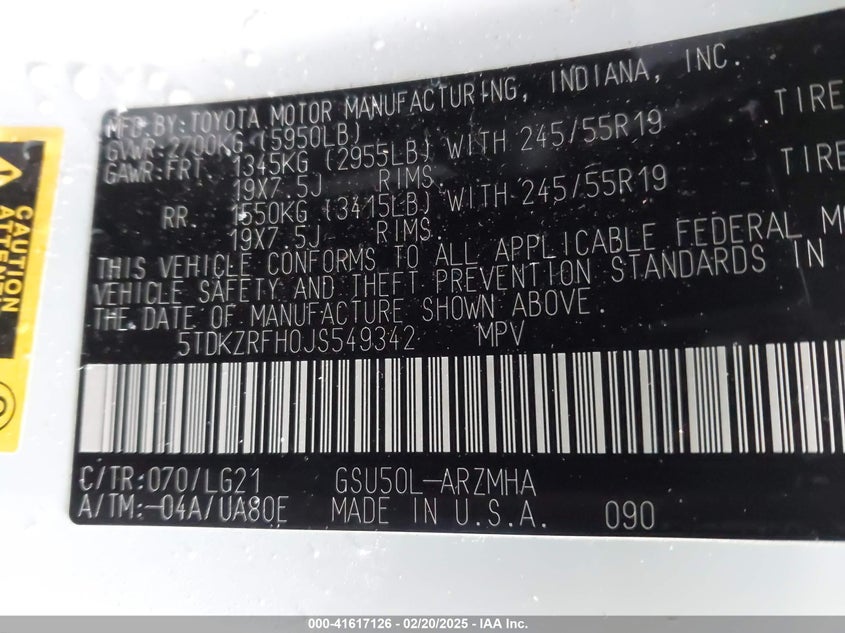 MFD.BY:TOYOTA MOTOR MANUFACTURING, INDIANA, INC.
GVWR:2700KG (5950LB)
GAWR:FRT 1345KG (2955LB) WITH 245/55R19 TIRE
19X7.5J RIMS.
RR. 1550KG (3415LB) WITH 245/55R19 TIRE
19X7.5J RIMS.
THIS VEHICLE CONFORMS TO ALL APPLICABLE FEDERAL MO
VEHICLE SAFETY AND THEFT PREVENTION STANDARDS IN
THE DATE OF MANUFACTURE SHOWN ABOVE.
5TDKZRFH0JS549342 MPV
C/TR:070/LG21 GSU50L-ARZMHA
A/TM:-04A/UA80E MADE IN U.S.A. 090
CAUTION
000-41617126 — 02/20/2025 — IAA Inc.